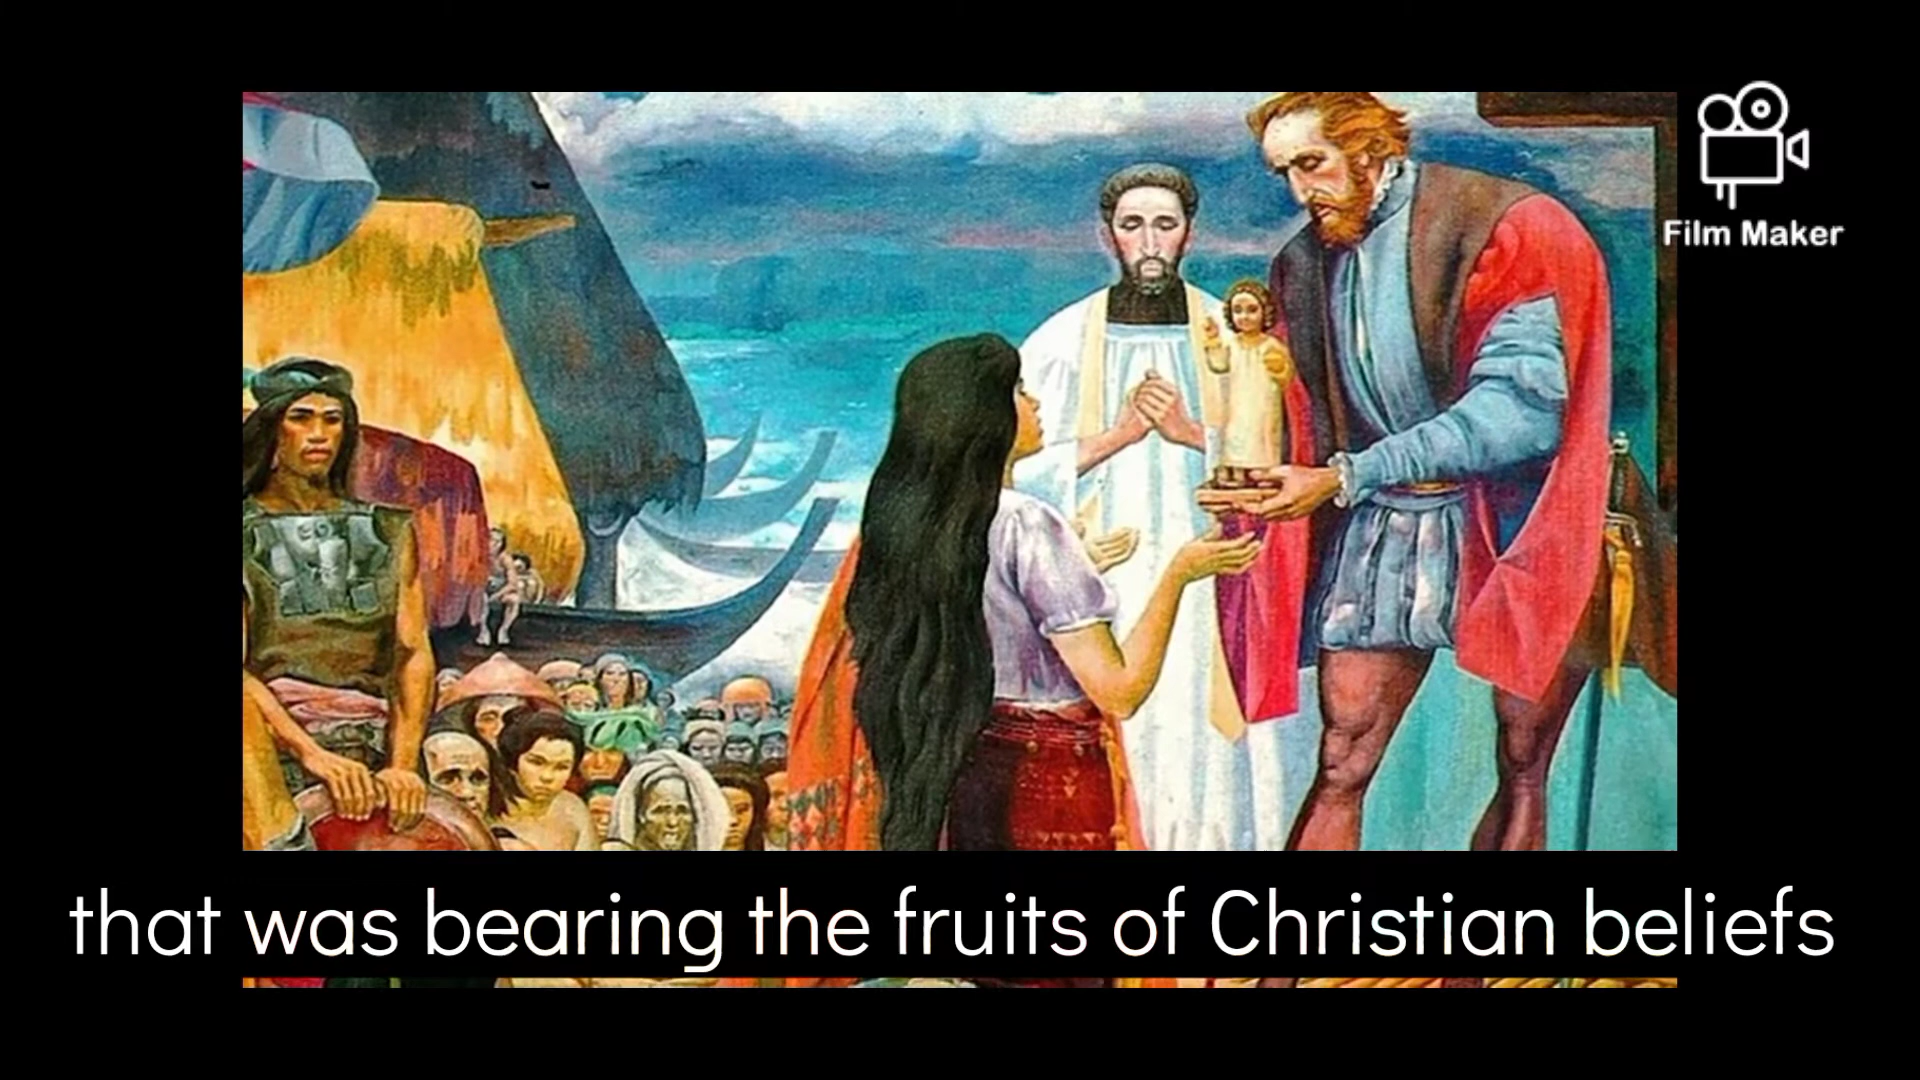 Film Maker
that was bearing the fruits of Christian beliefs